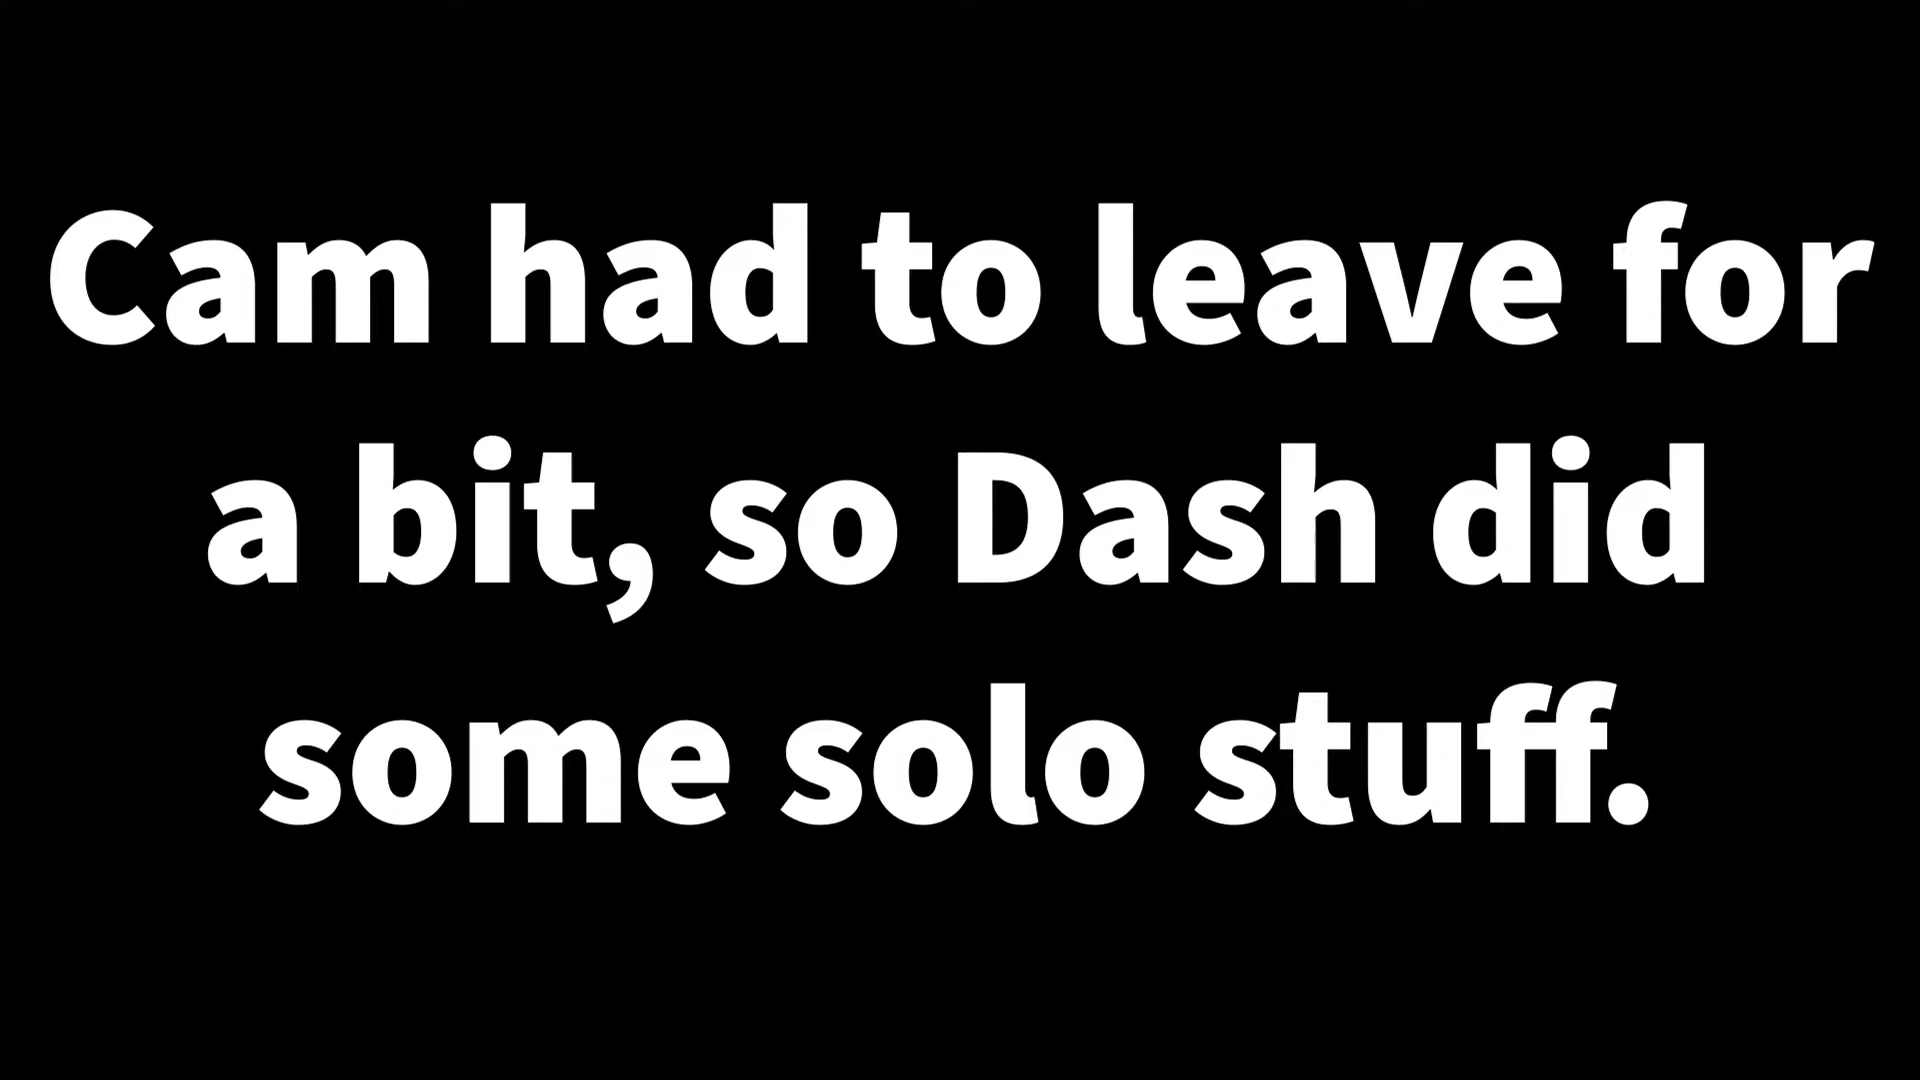 Cam had to leave for
a bit, so Dash did
some solo stuff.